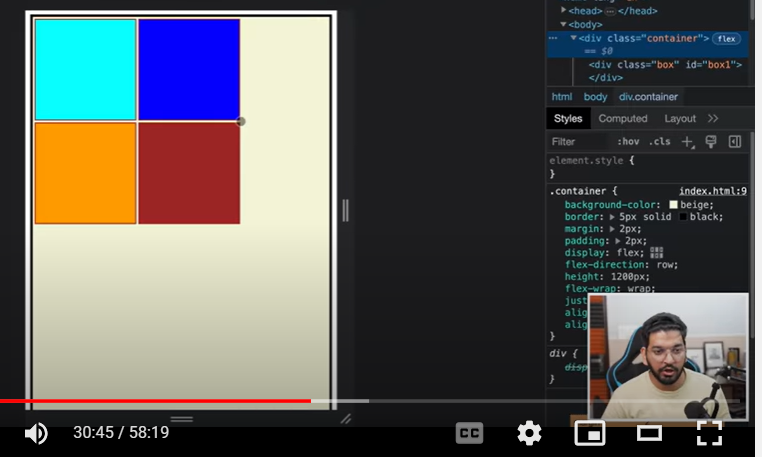 <head> … </head>
<body>
… <div class="container"> flex
== $0
<div class="box" id="box1">
</div>
html body div.container
Styles Computed Layout >>
Filter :hov .cls
element.style {
}
.container { index.html:9
background-color: beige;
border: 5px solid black;
margin: 2px;
padding: 2px;
display: flex;
flex-direction: row;
height: 1200px;
flex-wrap: wrap;
just
alig
alig
}
div {
disp
}
30:45 / 58:19
CC